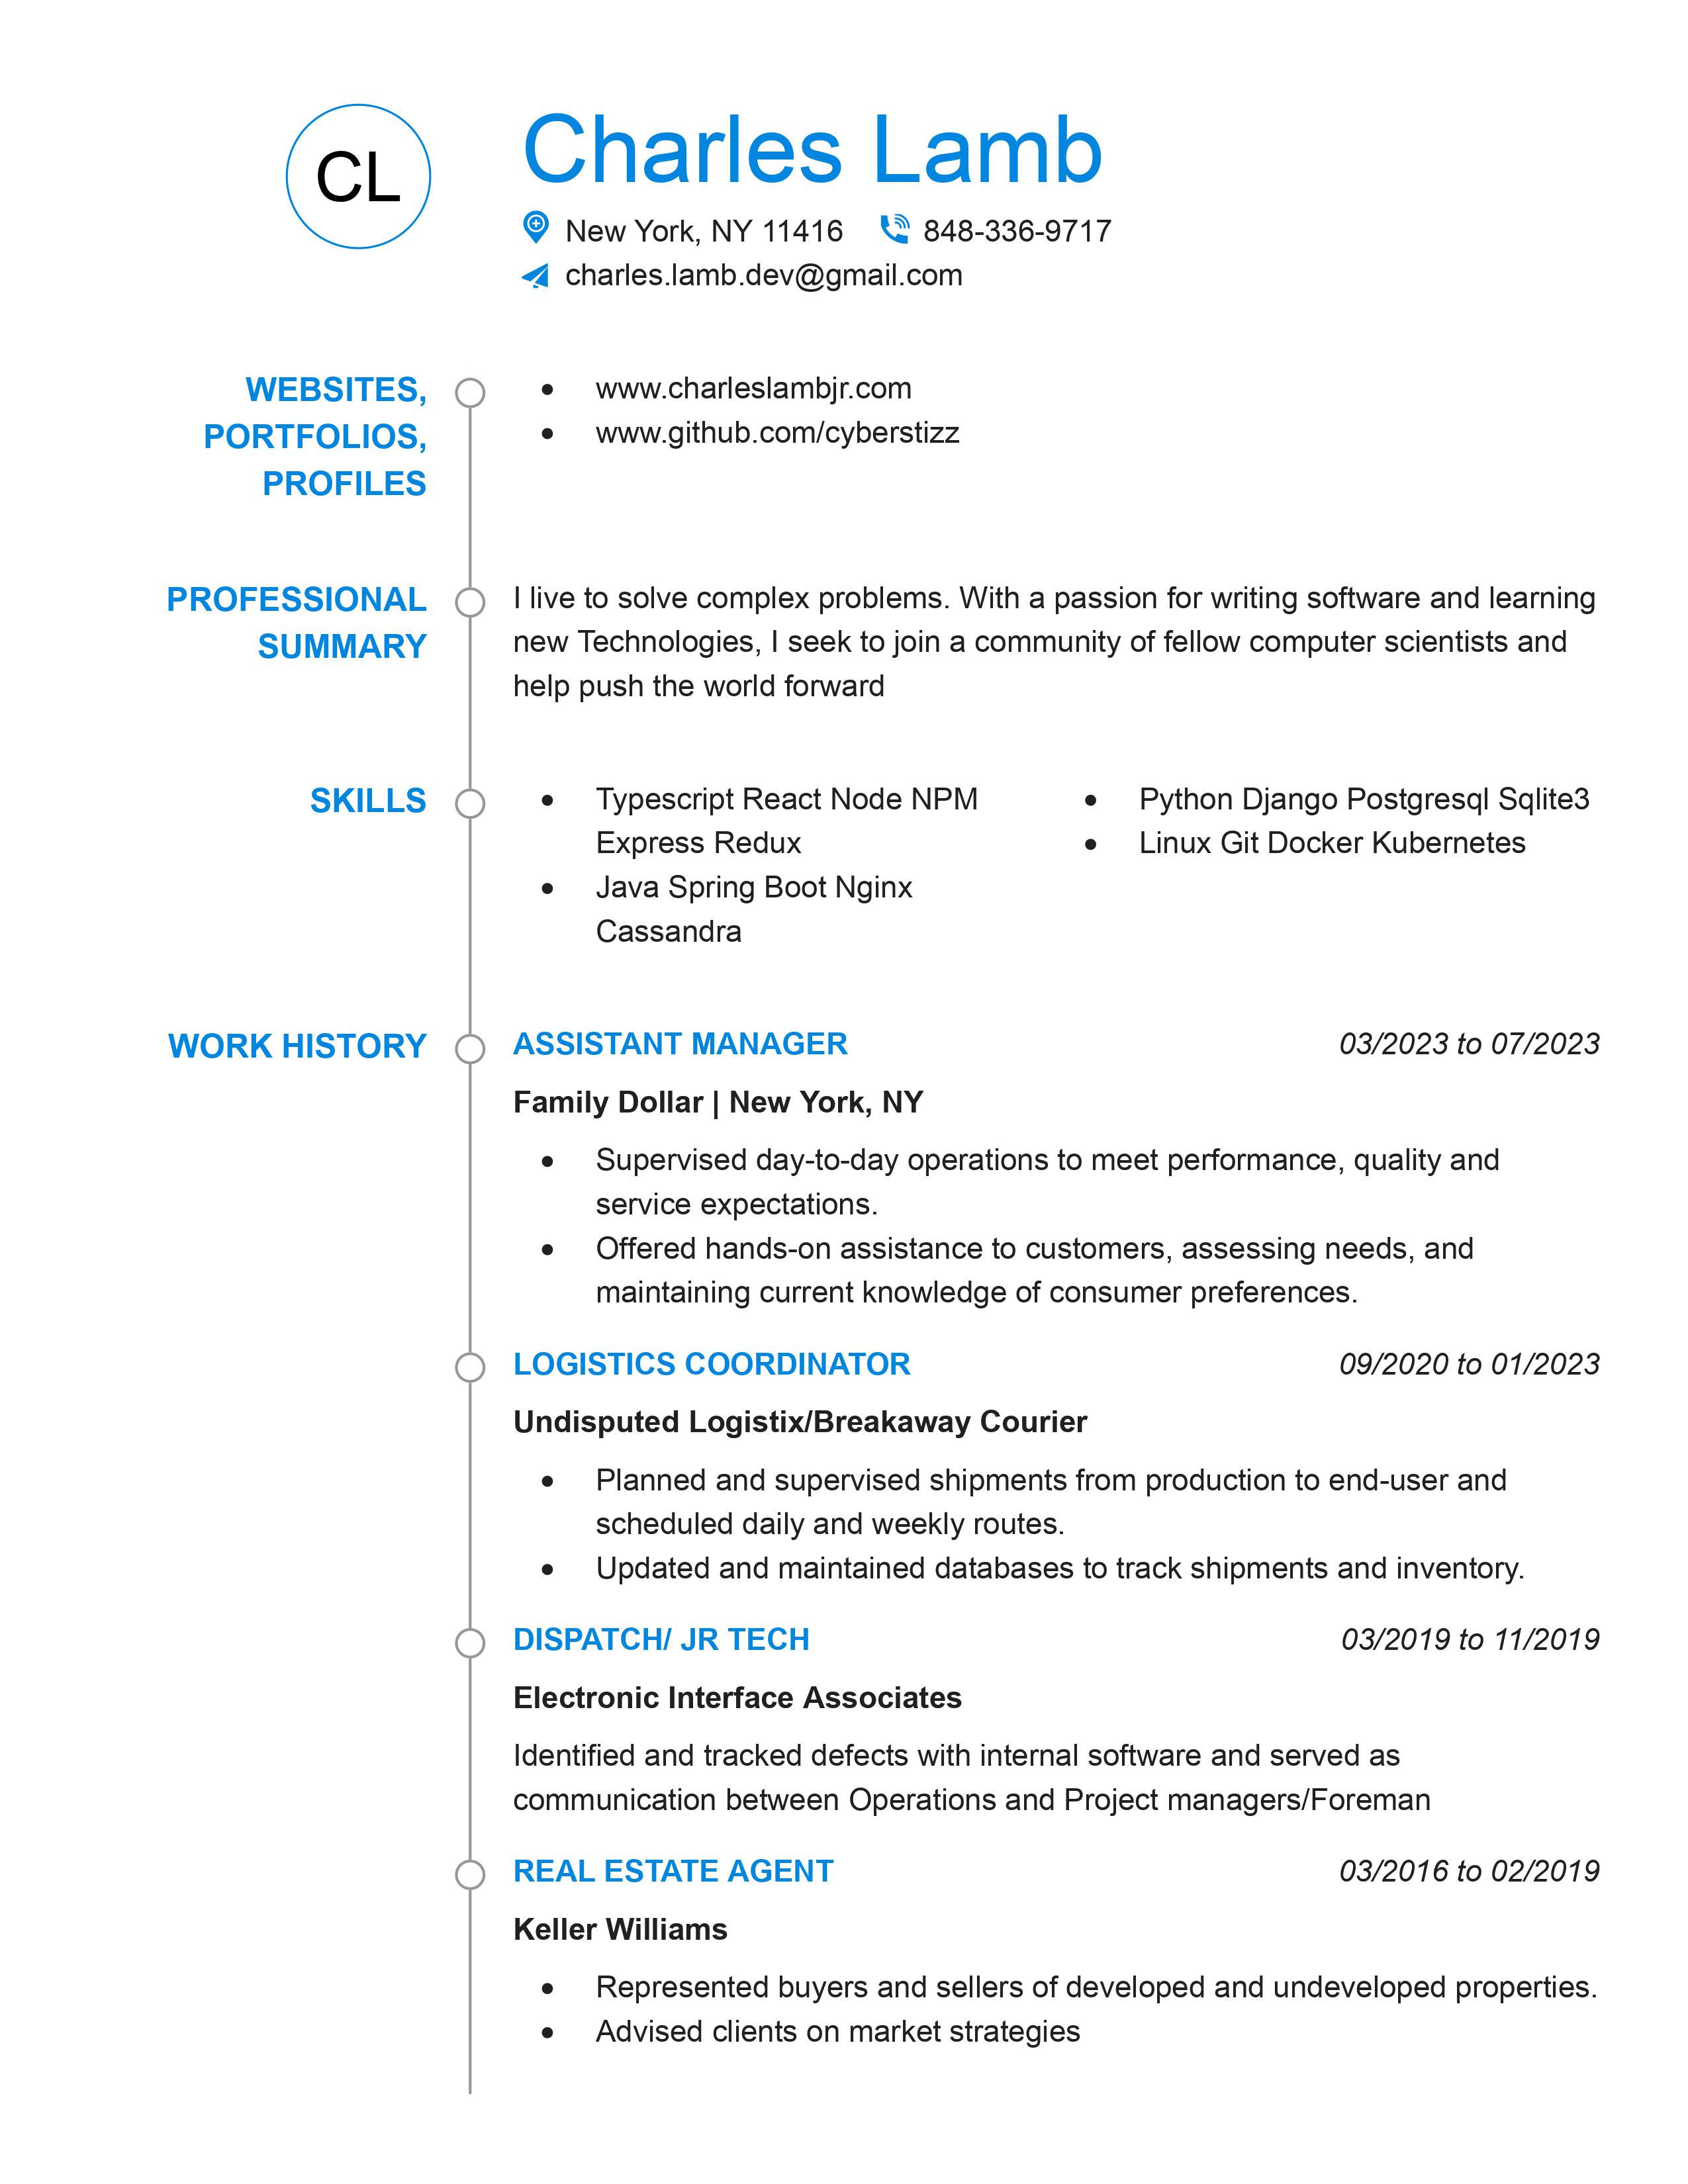 CL
Charles Lamb
New York, NY 11416 848-336-9717
charles.lamb.dev@gmail.com
WEBSITES,
PORTFOLIOS,
PROFILES
• www.charleslambjr.com
• www.github.com/cyberstizz
PROFESSIONAL
SUMMARY
I live to solve complex problems. With a passion for writing software and learning
new Technologies, I seek to join a community of fellow computer scientists and
help push the world forward
SKILLS
• Typescript React Node NPM
Express Redux
• Java Spring Boot Nginx
Cassandra
• Python Django Postgresql Sqlite3
• Linux Git Docker Kubernetes
WORK HISTORY
ASSISTANT MANAGER 03/2023 to 07/2023
Family Dollar | New York, NY
• Supervised day-to-day operations to meet performance, quality and
service expectations.
• Offered hands-on assistance to customers, assessing needs, and
maintaining current knowledge of consumer preferences.
LOGISTICS COORDINATOR 09/2020 to 01/2023
Undisputed Logistix/Breakaway Courier
• Planned and supervised shipments from production to end-user and
scheduled daily and weekly routes.
• Updated and maintained databases to track shipments and inventory.
DISPATCH/ JR TECH 03/2019 to 11/2019
Electronic Interface Associates
Identified and tracked defects with internal software and served as
communication between Operations and Project managers/Foreman
REAL ESTATE AGENT 03/2016 to 02/2019
Keller Williams
• Represented buyers and sellers of developed and undeveloped properties.
• Advised clients on market strategies